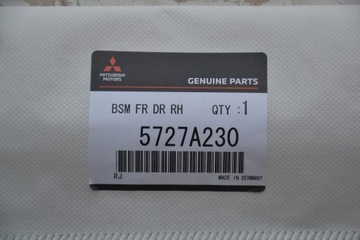 MITSUBISHI
MOTORS
GENUINE PARTS
BSM FR DR RH QTY :1
5727A230
RJ MADE IN GERMANY